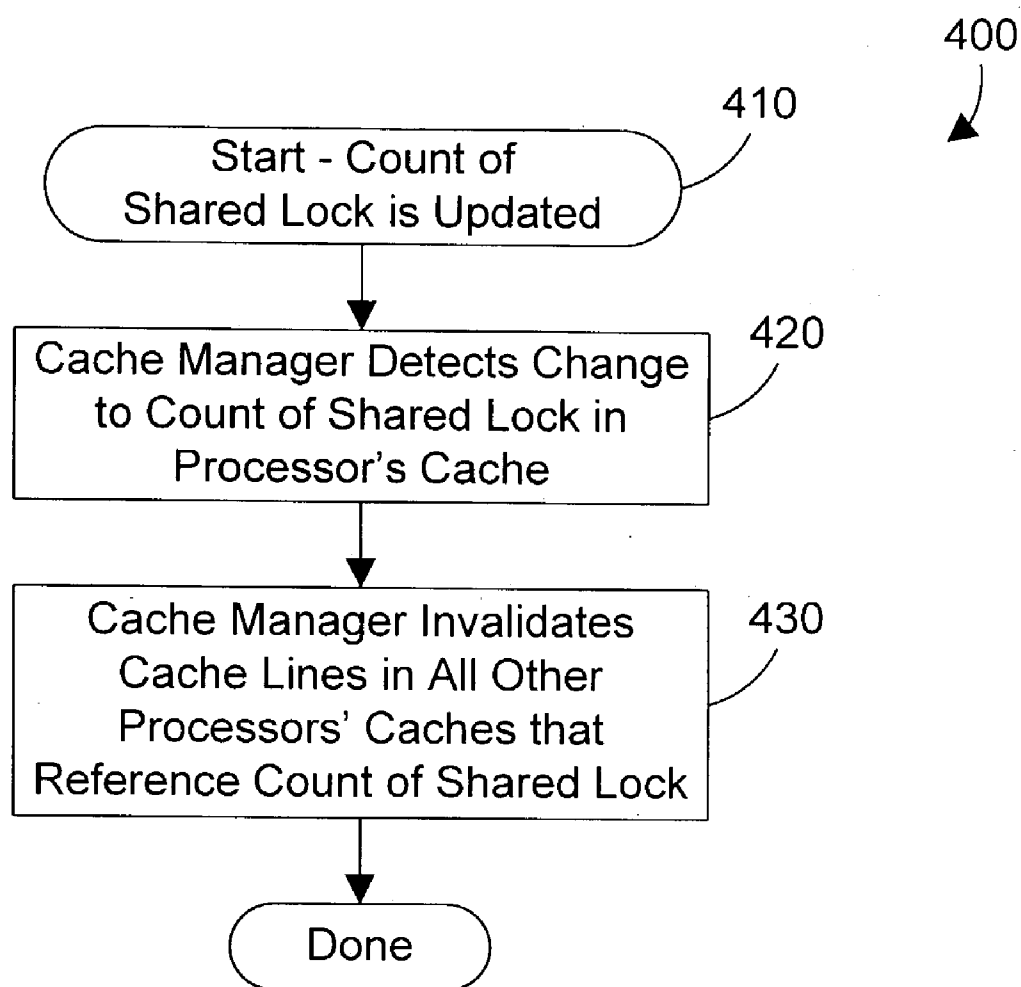 400
410
Start - Count of
Shared Lock is Updated
420
Cache Manager Detects Change
to Count of Shared Lock in
Processor's Cache
430
Cache Manager Invalidates
Cache Lines in All Other
Processors' Caches that
Reference Count of Shared Lock
Done